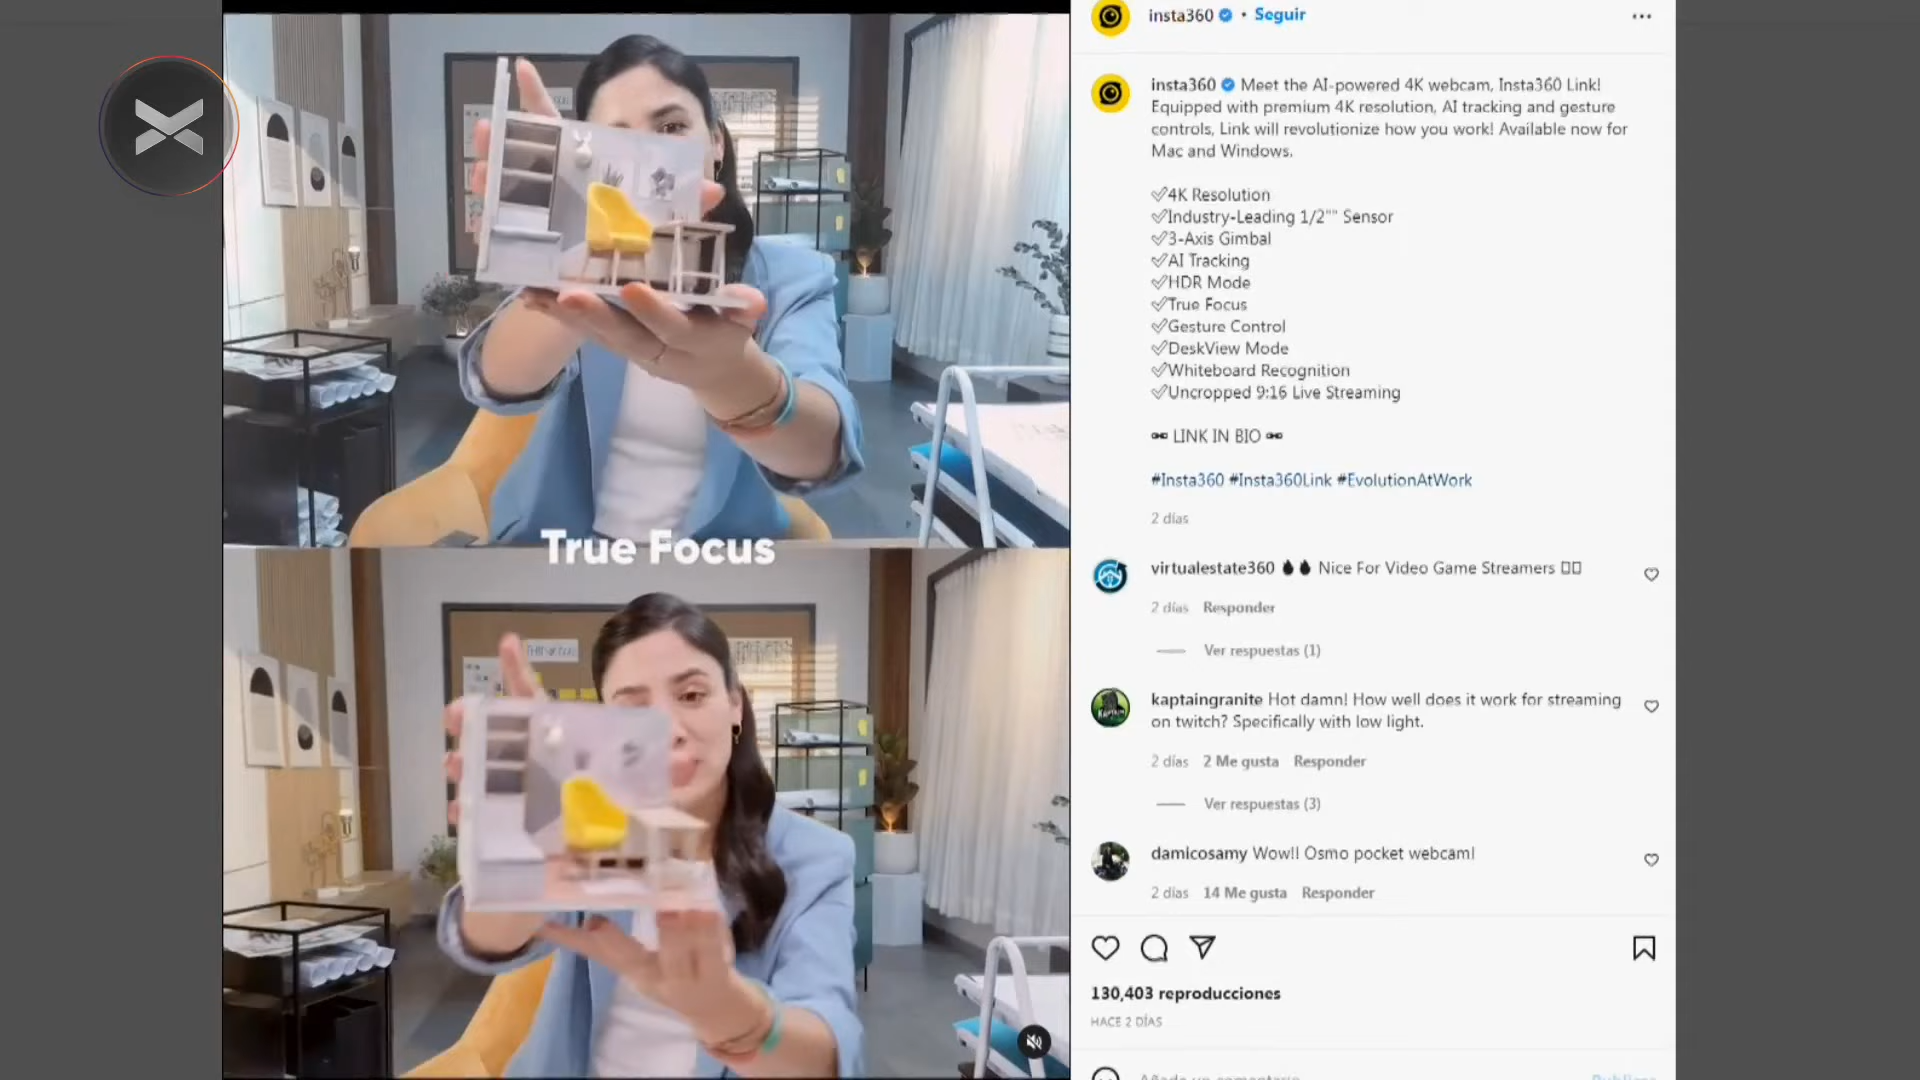 insta360 • Seguir
insta360 Meet the AI-powered 4K webcam, Insta360 Link!
Equipped with premium 4K resolution, AI tracking and gesture
controls, Link will revolutionize how you work! Available now for
Mac and Windows.
✅4K Resolution
✅Industry-Leading 1/2"" Sensor
✅3-Axis Gimbal
✅AI Tracking
✅HDR Mode
✅True Focus
✅Gesture Control
✅DeskView Mode
✅Whiteboard Recognition
✅Uncropped 9:16 Live Streaming
🔗 LINK IN BIO 🔗
#Insta360 #Insta360Link #EvolutionAtWork
2 días
True Focus
virtualestate360 🔥🔥 Nice For Video Game Streamers
2 días Responder
Ver respuestas (1)
kaptaingranite Hot damn! How well does it work for streaming
on twitch? Specifically with low light.
2 días 2 Me gusta Responder
Ver respuestas (3)
damicosamy Wow!! Osmo pocket webcam!
2 días 14 Me gusta Responder
130,403 reproducciones
HACE 2 DÍAS
Añade un comentario...
Publicar